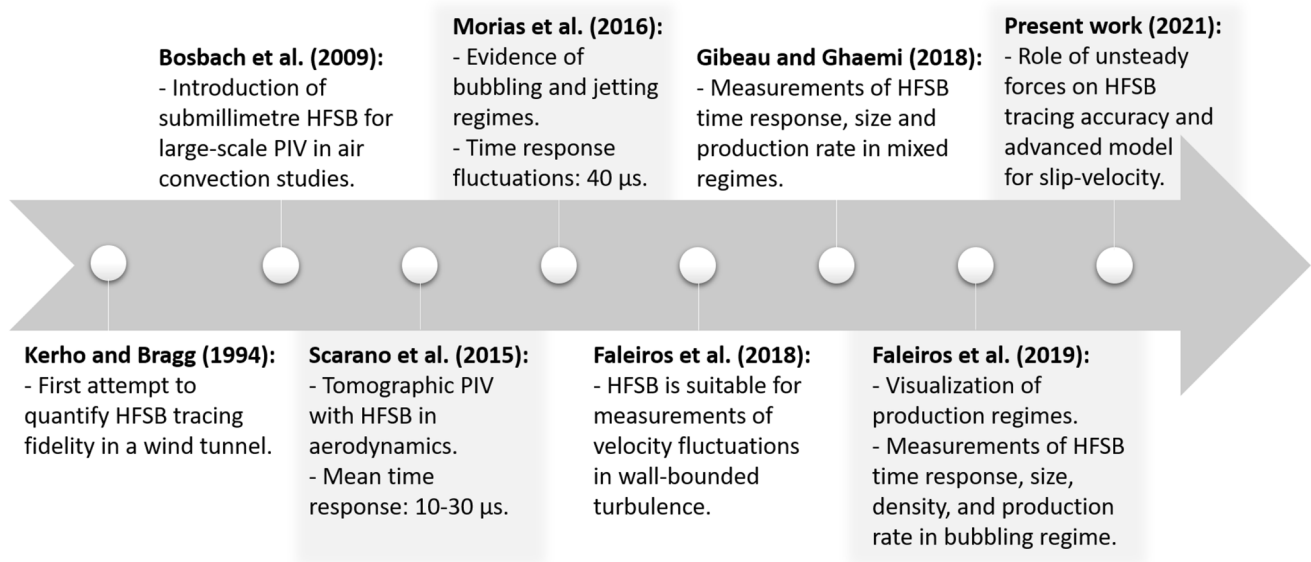 Kerho and Bragg (1994):
- First attempt to
quantify HFSB tracing
fidelity in a wind tunnel.
Bosbach et al. (2009):
- Introduction of
submillimetre HFSB for
large-scale PIV in air
convection studies.
Scarano et al. (2015):
- Tomographic PIV
with HFSB in
aerodynamics.
- Mean time
response: 10-30 µs.
Morias et al. (2016):
- Evidence of
bubbling and jetting
regimes.
- Time response
fluctuations: 40 µs.
Faleiros et al. (2018):
- HFSB is suitable for
measurements of
velocity fluctuations
in wall-bounded
turbulence.
Gibeau and Ghaemi (2018):
- Measurements of HFSB
time response, size and
production rate in mixed
regimes.
Faleiros et al. (2019):
- Visualization of
production regimes.
- Measurements of HFSB
time response, size,
density, and production
rate in bubbling regime.
Present work (2021):
- Role of unsteady
forces on HFSB
tracing accuracy and
advanced model
for slip-velocity.